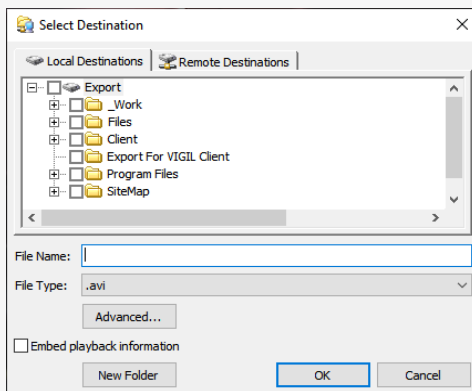 Select Destination
Local Destinations
Remote Destinations
Export
_Work
Files
Client
Export For VIGIL Client
Program Files
SiteMap
File Name:
File Type:
.avi
Advanced...
Embed playback information
New Folder
OK
Cancel